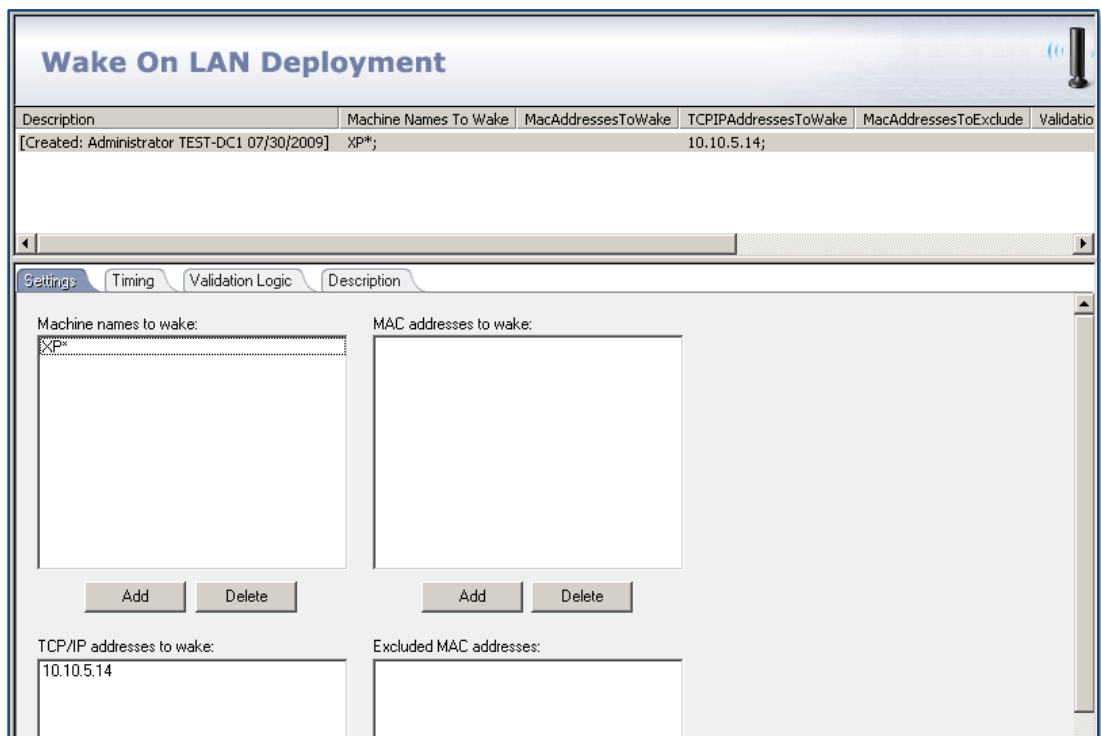 Wake On LAN Deployment
Description Machine Names To Wake MacAddressesToWake TCPIPAddressesToWake MacAddressesToExclude Validatio
[Created: Administrator TEST-DC1 07/30/2009] XP*; 10.10.5.14;
Settings Timing Validation Logic Description
Machine names to wake: MAC addresses to wake:
XP*
Add Delete Add Delete
TCP/IP addresses to wake: Excluded MAC addresses:
10.10.5.14